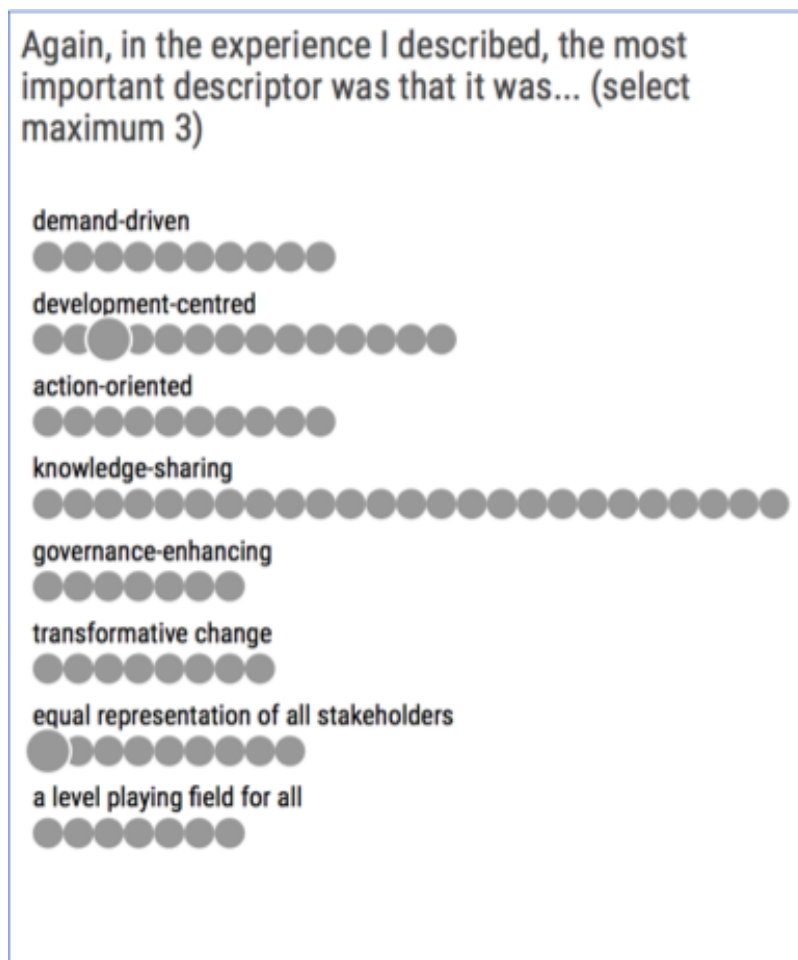 Again, in the experience I described, the most
important descriptor was that it was... (select
maximum 3)
demand-driven
development-centred
action-oriented
knowledge-sharing
governance-enhancing
transformative change
equal representation of all stakeholders
a level playing field for all